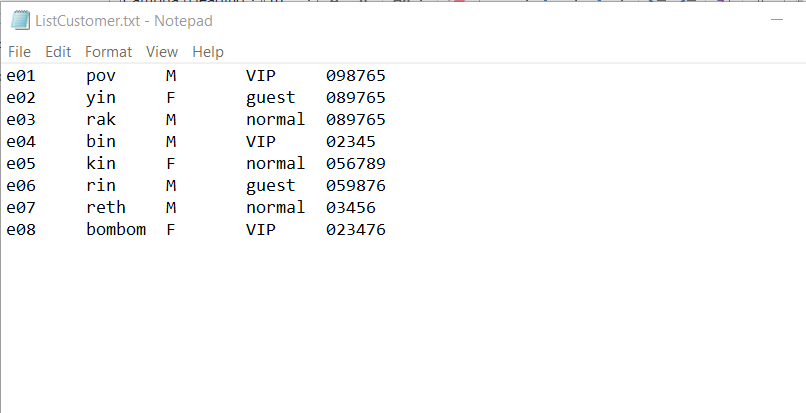 ListCustomer.txt - Notepad
File Edit Format View Help
e01 pov M VIP 098765
e02 yin F guest 089765
e03 rak M normal 089765
e04 bin M VIP 02345
e05 kin F normal 056789
e06 rin M guest 059876
e07 reth M normal 03456
e08 bombom F VIP 023476